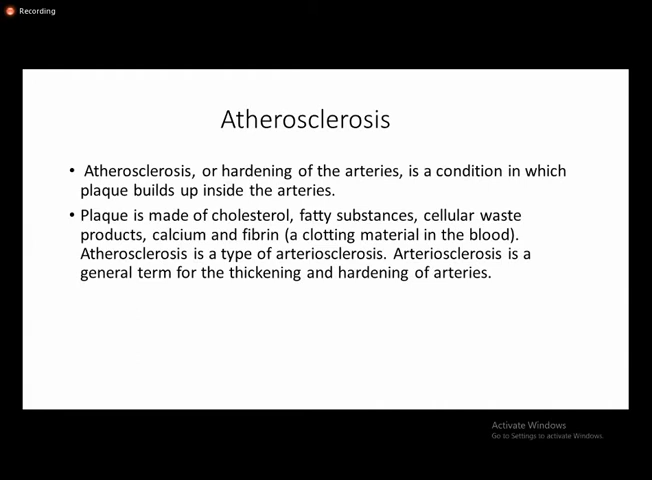 Recording
Atherosclerosis
• Atherosclerosis, or hardening of the arteries, is a condition in which
plaque builds up inside the arteries.
• Plaque is made of cholesterol, fatty substances, cellular waste
products, calcium and fibrin (a clotting material in the blood).
Atherosclerosis is a type of arteriosclerosis. Arteriosclerosis is a
general term for the thickening and hardening of arteries.
Activate Windows
Go to Settings to activate Windows.